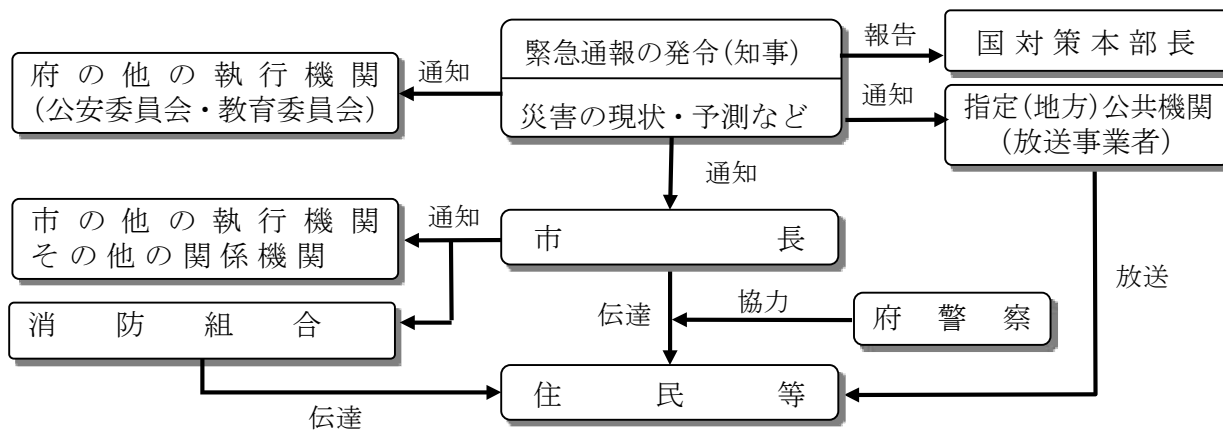 緊急通報の発令(知事)
災害の現状・予測など
報告
国対策本部長
府の他の執行機関
(公安委員会・教育委員会)
通知
通知
指定(地方)公共機関
(放送事業者)
通知
市の他の執行機関
その他の関係機関
通知
市長
放送
消防組合
伝達
協力
府警察
住民等
伝達